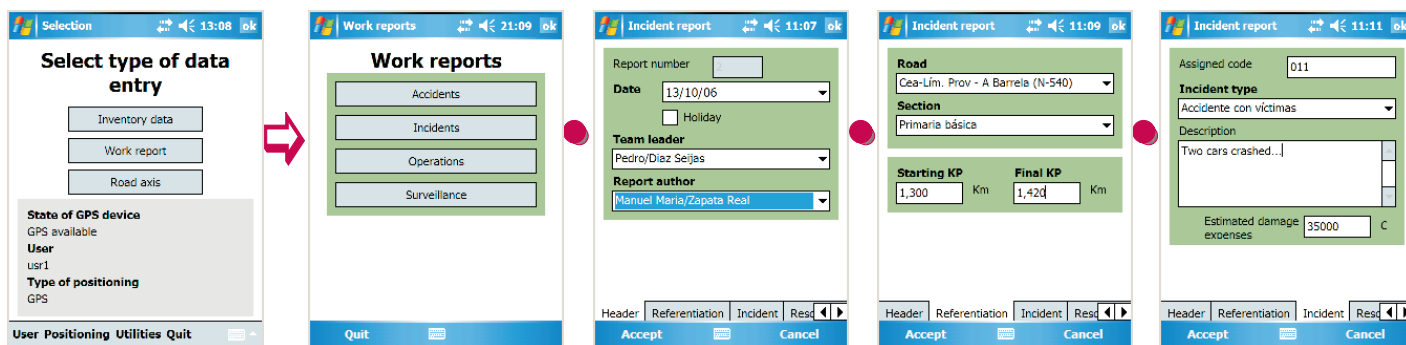 Selection 13:08 ok
Select type of data
entry
Inventory data
Work report
Road axis
State of GPS device
GPS available
User
usr1
Type of positioning
GPS
User Positioning Utilities Quit
Work reports 21:09 ok
Work reports
Accidents
Incidents
Operations
Surveillance
Quit
Incident report 11:07 ok
Report number 2
Date 13/10/06
Holiday
Team leader
Pedro/Diaz Seijas
Report author
Manuel Maria/Zapata Real
Header Referentiation Incident Resc
Accept Cancel
Incident report 11:09 ok
Road
Cea-Lím. Prov - A Barrela (N-540)
Section
Primaria básica
Starting KP Final KP
1,300 Km 1,420 Km
Header Referentiation Incident Resc
Accept Cancel
Incident report 11:11 ok
Assigned code 011
Incident type
Accidente con víctimas
Description
Two cars crashed...
Estimated damage
expenses 35000 C
Header Referentiation Incident Resc
Accept Cancel